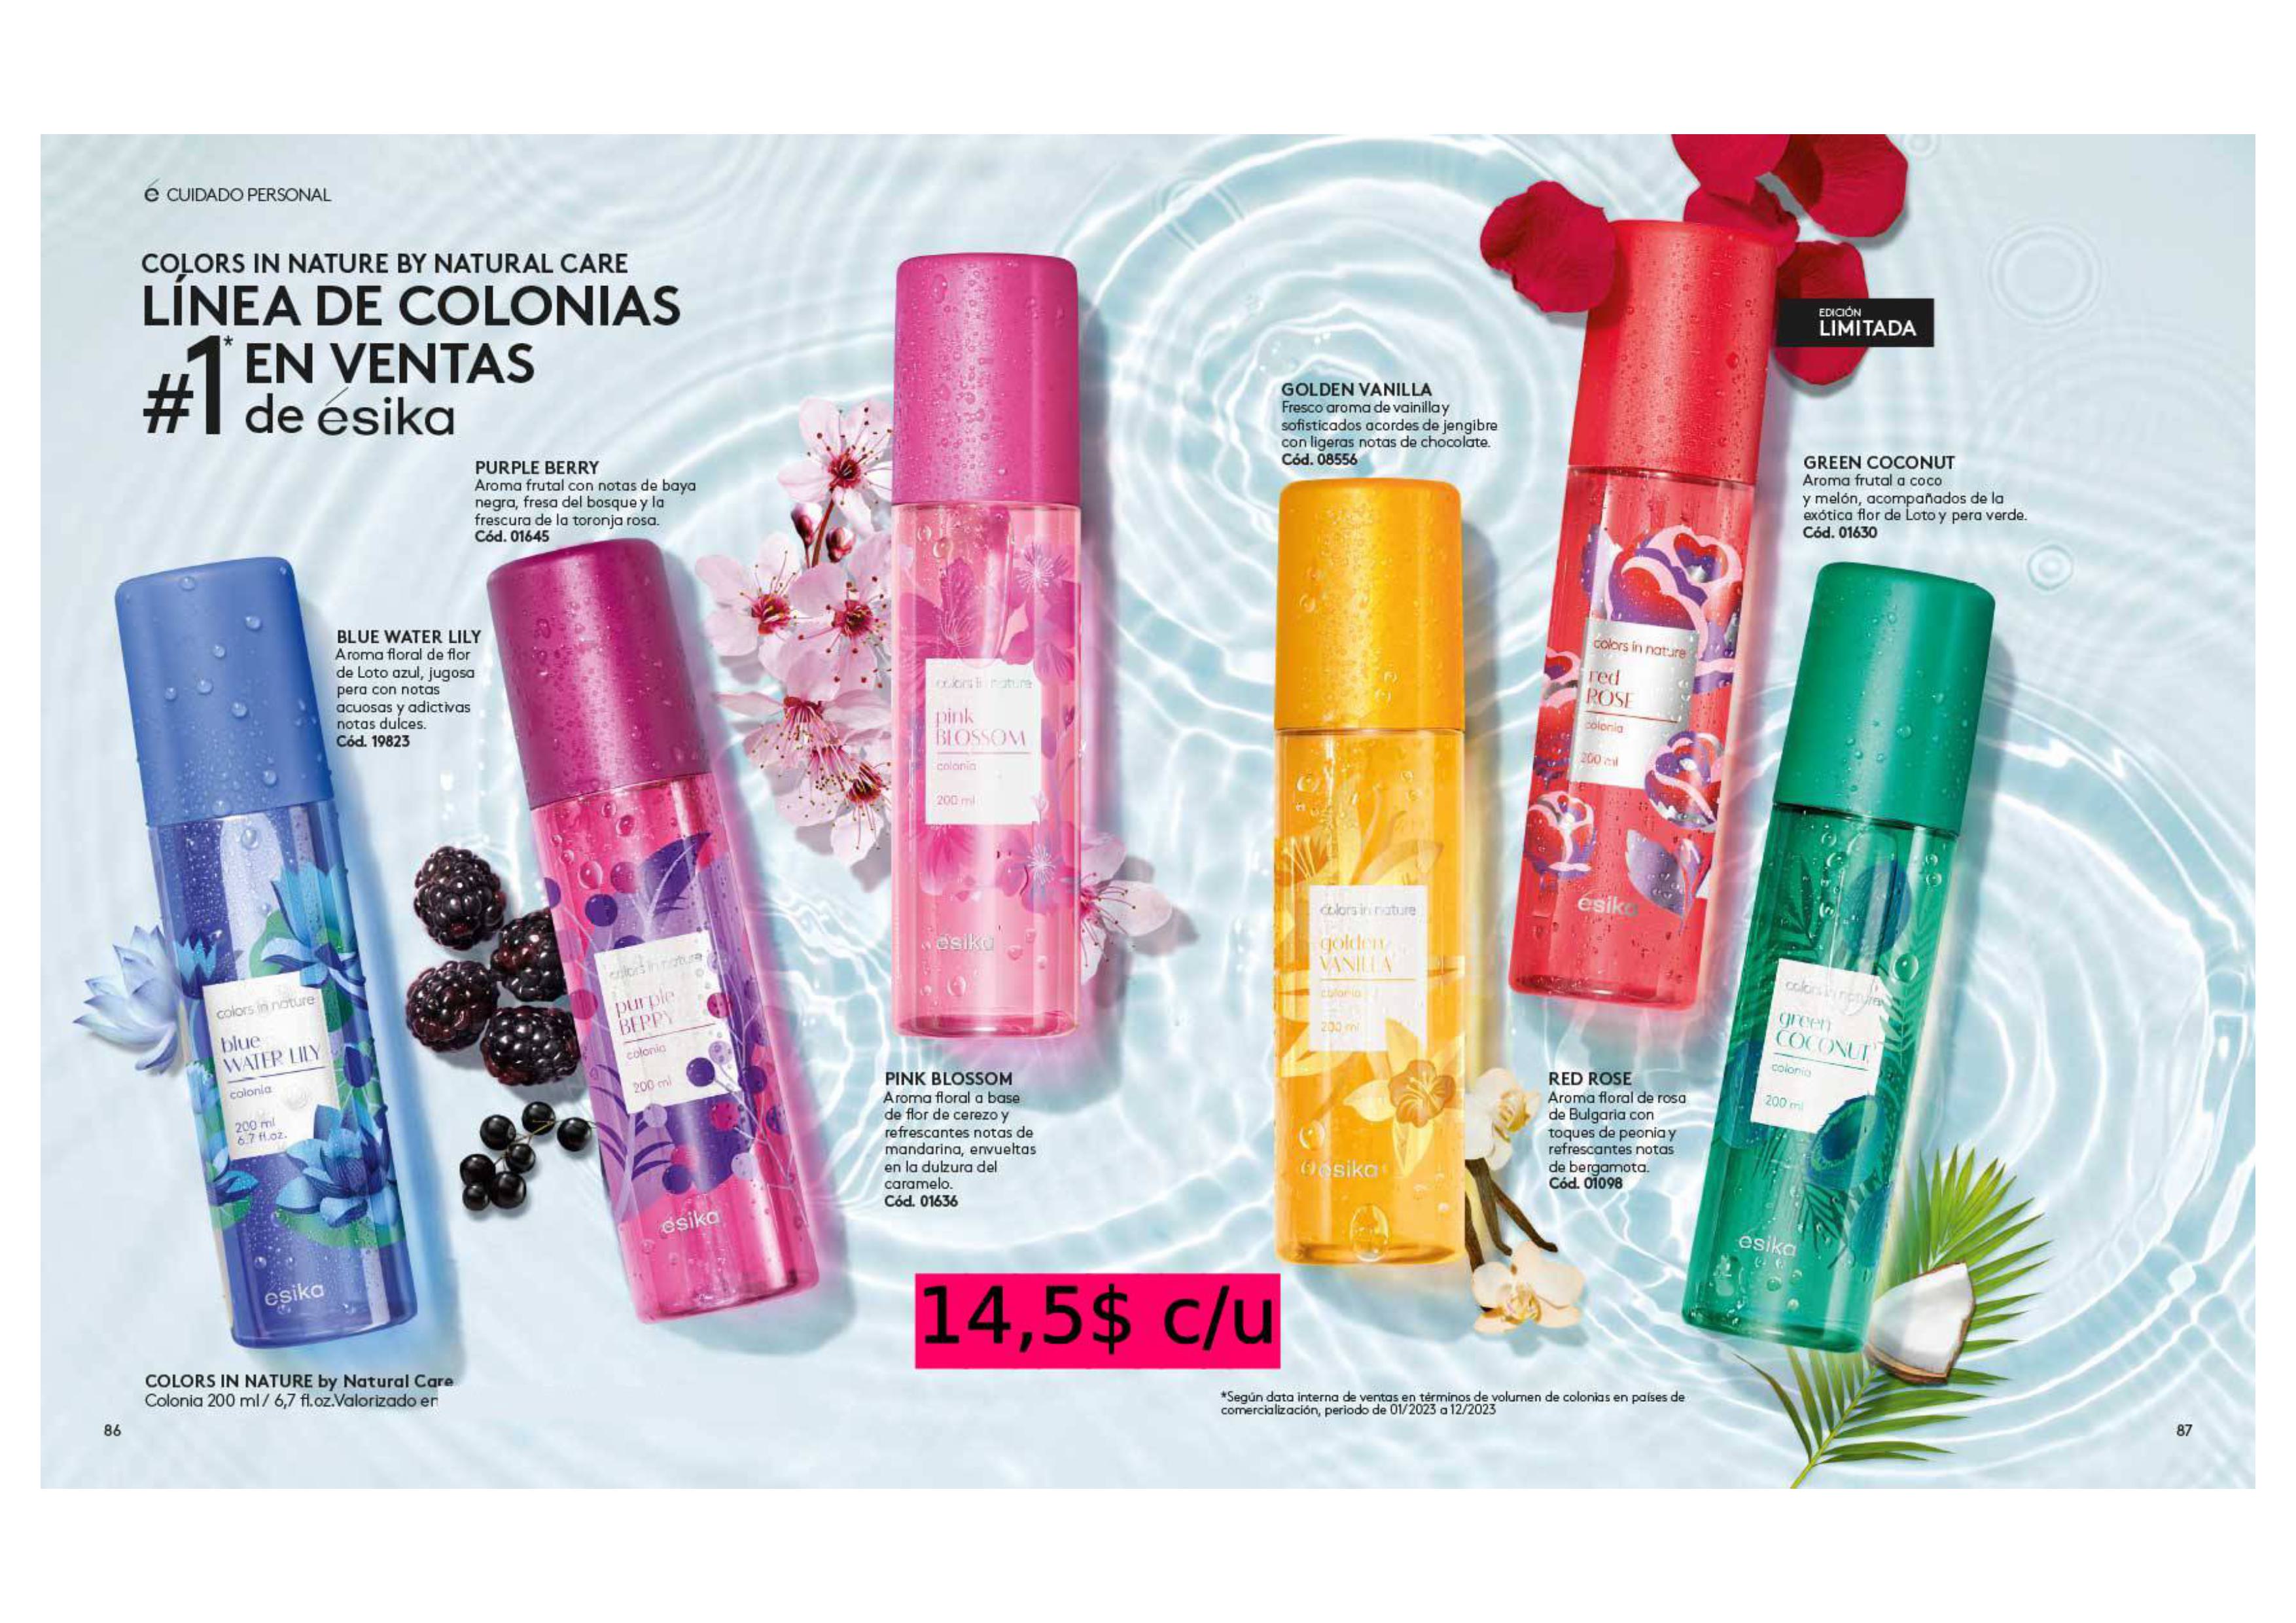 é CUIDADO PERSONAL
COLORS IN NATURE BY NATURAL CARE
LÍNEA DE COLONIAS
#1* EN VENTAS
de ésika
PURPLE BERRY
Aroma frutal con notas de baya
negra, fresa del bosque y la
frescura de la toronja rosa.
Cód. 01645
BLUE WATER LILY
Aroma floral de flor
de Loto azul, jugosa
pera con notas
acuosas y adictivas
notas dulces.
Cód. 19823
colors in nature
blue
WATER LILY
colonia
200 ml
6.7 fl.oz.
esika
colors in nature
purple
BERRY
colonia
200 ml
ésika
colors in nature
pink
BLOSSOM
colonia
200 ml
ésika
PINK BLOSSOM
Aroma floral a base
de flor de cerezo y
refrescantes notas de
mandarina, envueltas
en la dulzura del
caramelo.
Cód. 01636
GOLDEN VANILLA
Fresco aroma de vainilla y
sofisticados acordes de jengibre
con ligeras notas de chocolate.
Cód. 08556
colors in nature
golden
VANILLA
colonia
200 ml
esika
EDICIÓN
LIMITADA
colors in nature
red
ROSE
colonia
200 ml
esika
RED ROSE
Aroma floral de rosa
de Bulgaria con
toques de peonia y
refrescantes notas
de bergamota.
Cód. 01098
GREEN COCONUT
Aroma frutal a coco
y melón, acompañados de la
exótica flor de Loto y pera verde.
Cód. 01630
colors in nature
green
COCONUT
colonia
200 ml
esika
14,5$ c/u
COLORS IN NATURE by Natural Care
Colonia 200 ml / 6,7 fl.oz.Valorizado en
*Según data interna de ventas en términos de volumen de colonias en países de
comercialización, periodo de 01/2023 a 12/2023
86
87